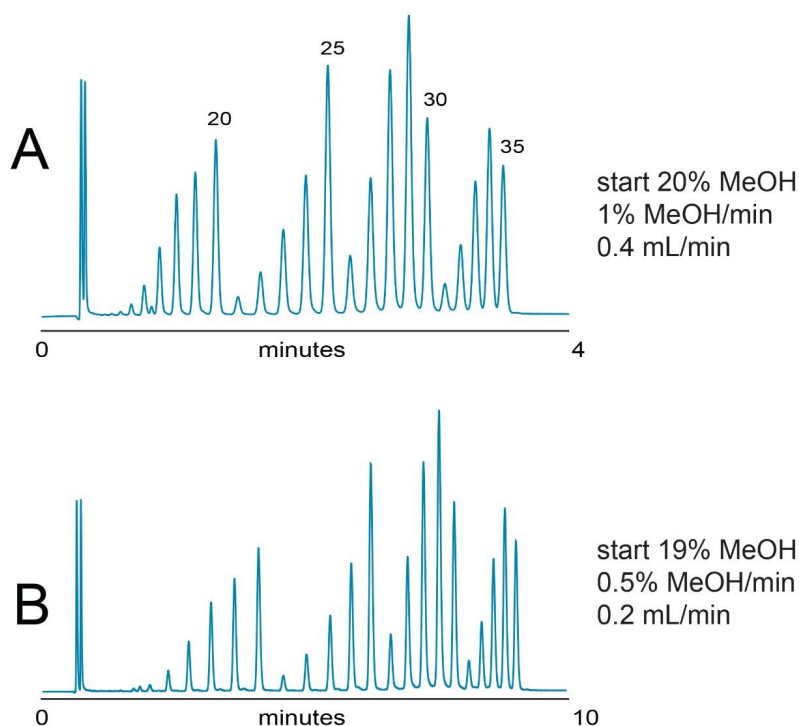 A
20
25
30
35
start 20% MeOH
1% MeOH/min
0.4 mL/min
0
minutes
4
B
start 19% MeOH
0.5% MeOH/min
0.2 mL/min
0
minutes
10